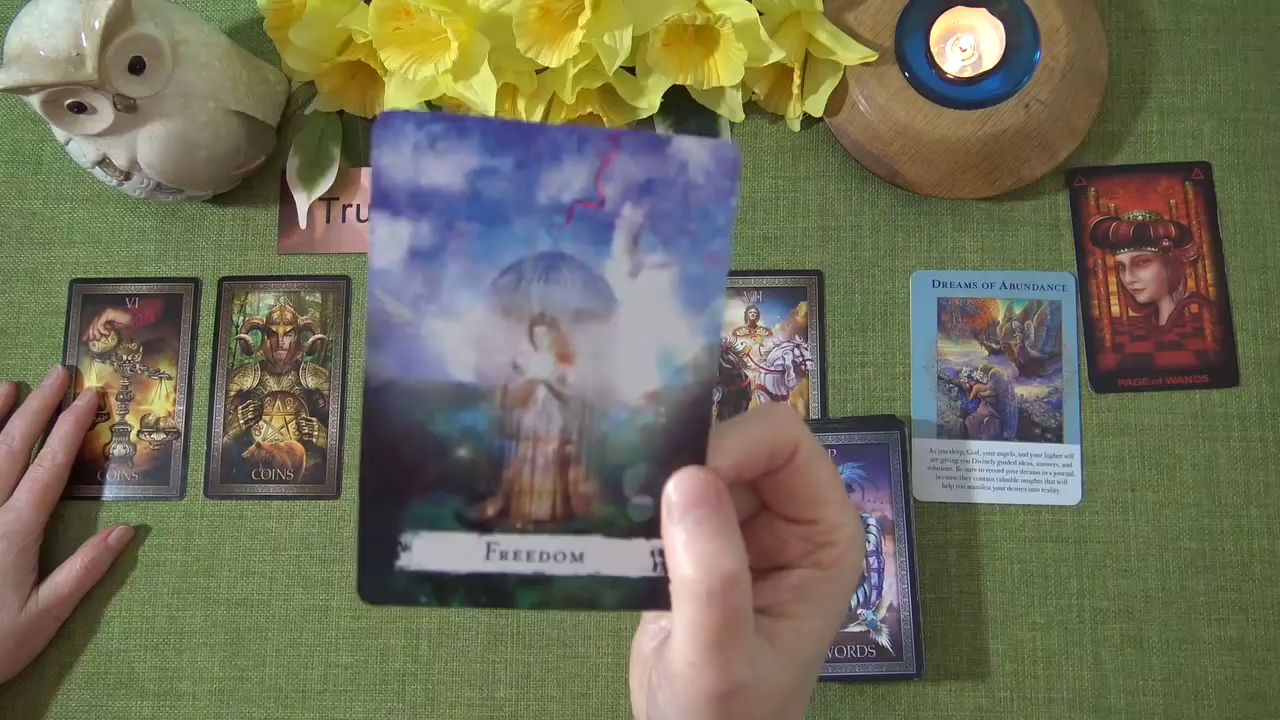 Tru
VI
COINS
COINS
FREEDOM
VII
WORDS
DREAMS OF ABUNDANCE
As you sleep, God, your angels, and your higher self
are giving you Divinely guided ideas, answers, and
solutions. Be sure to record your dreams in a journal,
because they contain valuable insights that will
help you manifest your desires into reality.
PAGE of WANDS